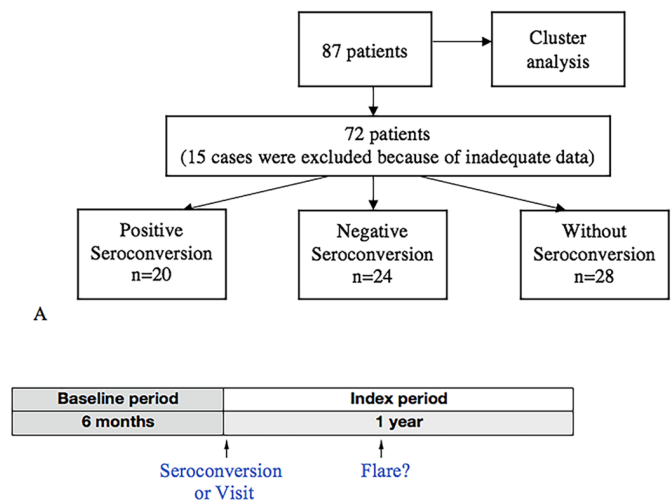 87 patients
Cluster
analysis
72 patients
(15 cases were excluded because of inadequate data)
Positive
Seroconversion
n=20
Negative
Seroconversion
n=24
Without
Seroconversion
n=28
A
Baseline period
Index period
6 months
1 year
Seroconversion
or Visit
Flare?